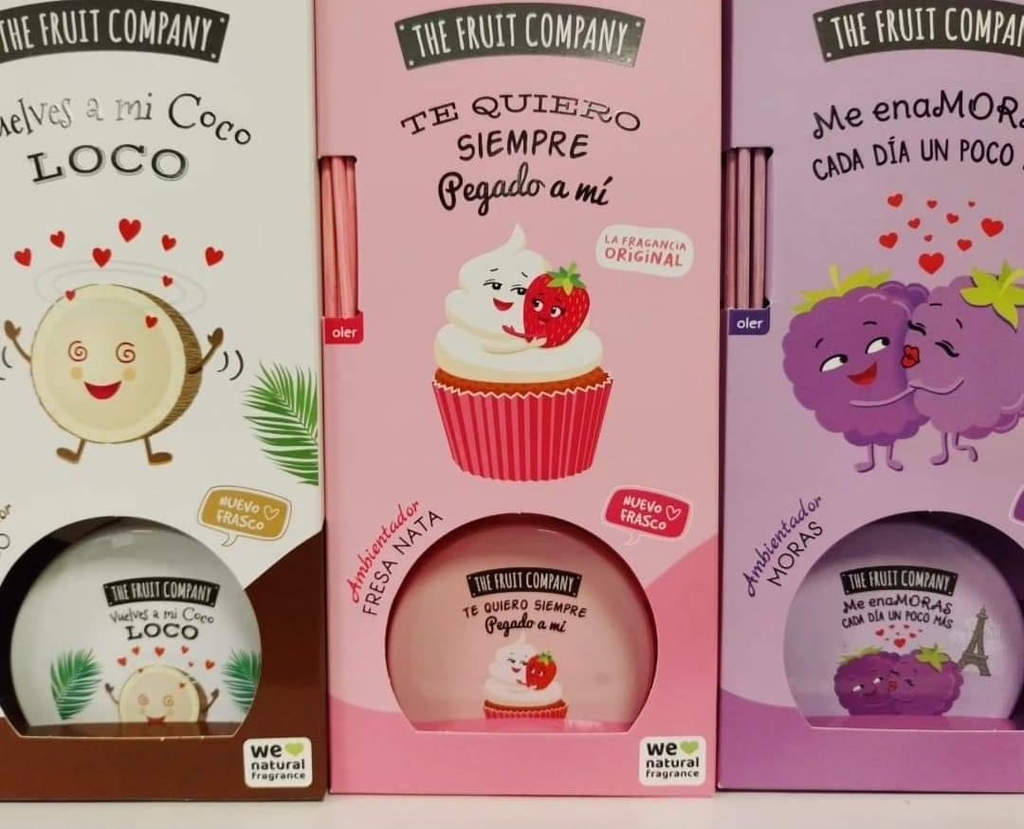 THE FRUIT COMPANY
Vuelves a mi Coco
LOCO
NUEVO
FRASCO
THE FRUIT COMPANY
Vuelves a mi Coco
LOCO
we
natural
fragrance
THE FRUIT COMPANY
TE QUIERO
SIEMPRE
Pegado a mí
LA FRAGANCIA
ORIGINAL
oler
NUEVO
FRASCO
Ambientador
FRESA NATA
THE FRUIT COMPANY
TE QUIERO SIEMPRE
Pegado a mí
we
natural
fragrance
THE FRUIT COMPANY
Me enaMORAS
CADA DÍA UN POCO
oler
Ambientador
MORAS
THE FRUIT COMPANY
Me enaMORAS
CADA DÍA UN POCO MÁS